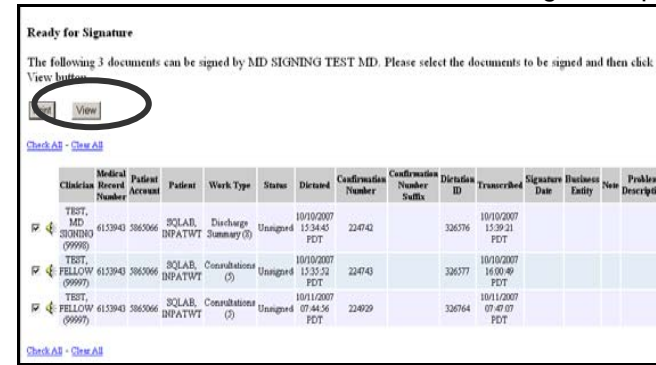 Ready for Signature
The following 3 documents can be signed by MD SIGNING TEST MD. Please select the documents to be signed and then click
View button
View
Check All - Clear All
Clinician Medical Record Number Patient Account Patient Work Type Status Dictated Confirmation Number Confirmation Number Suffix Dictation ID Transcribed Signature Date Business Entity Note
TEST, MD SIGNING (99998) 6153943 5865066 SQLAB, INPATWT Discharge Summary (8) Unsigned 10/10/2007 15:34:45 PDT 224742 326576 10/10/2007 15:39:21 PDT
TEST, FELLOW (99997) 6153943 5865066 SQLAB, INPATWT Consultations (5) Unsigned 10/10/2007 15:35:52 PDT 224743 326577 10/10/2007 16:00:49 PDT
TEST, FELLOW (99997) 6153943 5865066 SQLAB, INPATWT Consultations (5) Unsigned 10/11/2007 07:44:56 PDT 224929 326764 10/11/2007 07:47:07 PDT
Check All - Clear All